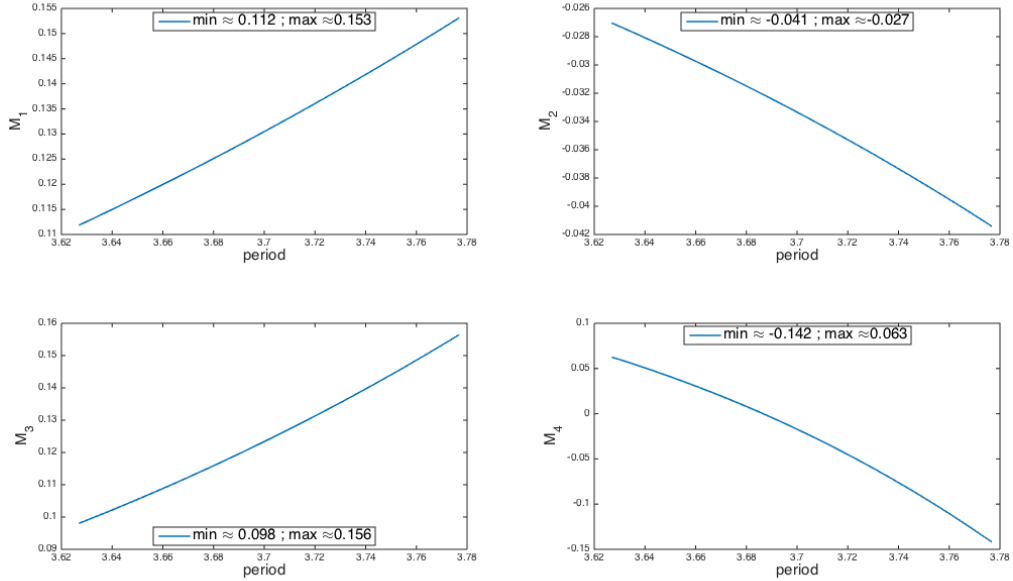 min ≈ 0.112 ; max ≈0.153
0.155
0.15
0.145
0.14
0.135
0.13
0.125
0.12
0.115
0.11
M1
3.62 3.64 3.66 3.68 3.7 3.72 3.74 3.76 3.78
period
min ≈ -0.041 ; max ≈-0.027
-0.026
-0.028
-0.03
-0.032
-0.034
-0.036
-0.038
-0.04
-0.042
M2
3.62 3.64 3.66 3.68 3.7 3.72 3.74 3.76 3.78
period
0.16
0.15
0.14
0.13
0.12
0.11
0.1
0.09
M3
min ≈ 0.098 ; max ≈0.156
3.62 3.64 3.66 3.68 3.7 3.72 3.74 3.76 3.78
period
min ≈ -0.142 ; max ≈0.063
0.1
0.05
0
-0.05
-0.1
-0.15
M4
3.62 3.64 3.66 3.68 3.7 3.72 3.74 3.76 3.78
period